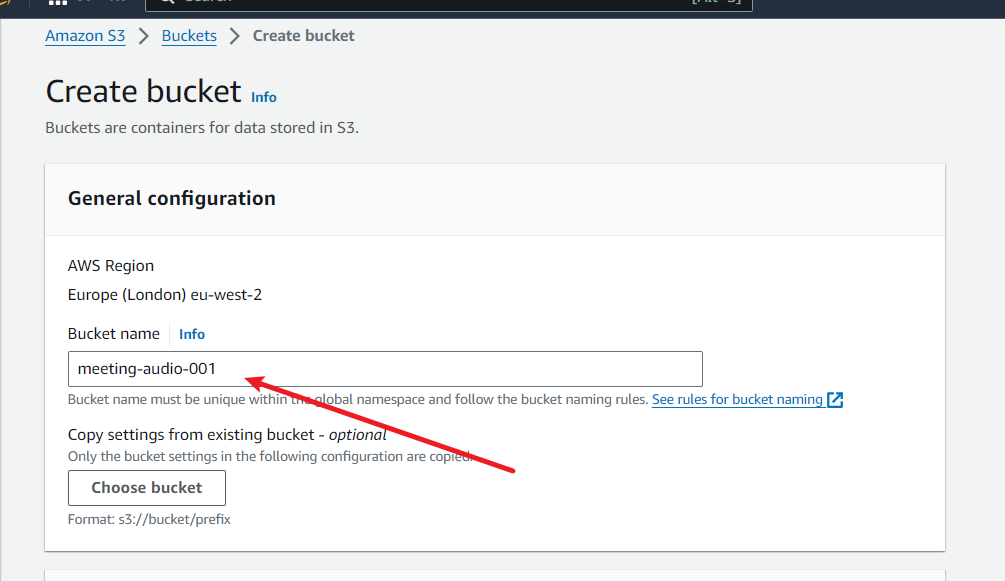 [Alt+S]
Amazon S3 > Buckets > Create bucket
Create bucket Info
Buckets are containers for data stored in S3.
General configuration
AWS Region
Europe (London) eu-west-2
Bucket name Info
meeting-audio-001
Bucket name must be unique within the global namespace and follow the bucket naming rules. See rules for bucket naming
Copy settings from existing bucket - optional
Only the bucket settings in the following configuration are copied.
Choose bucket
Format: s3://bucket/prefix